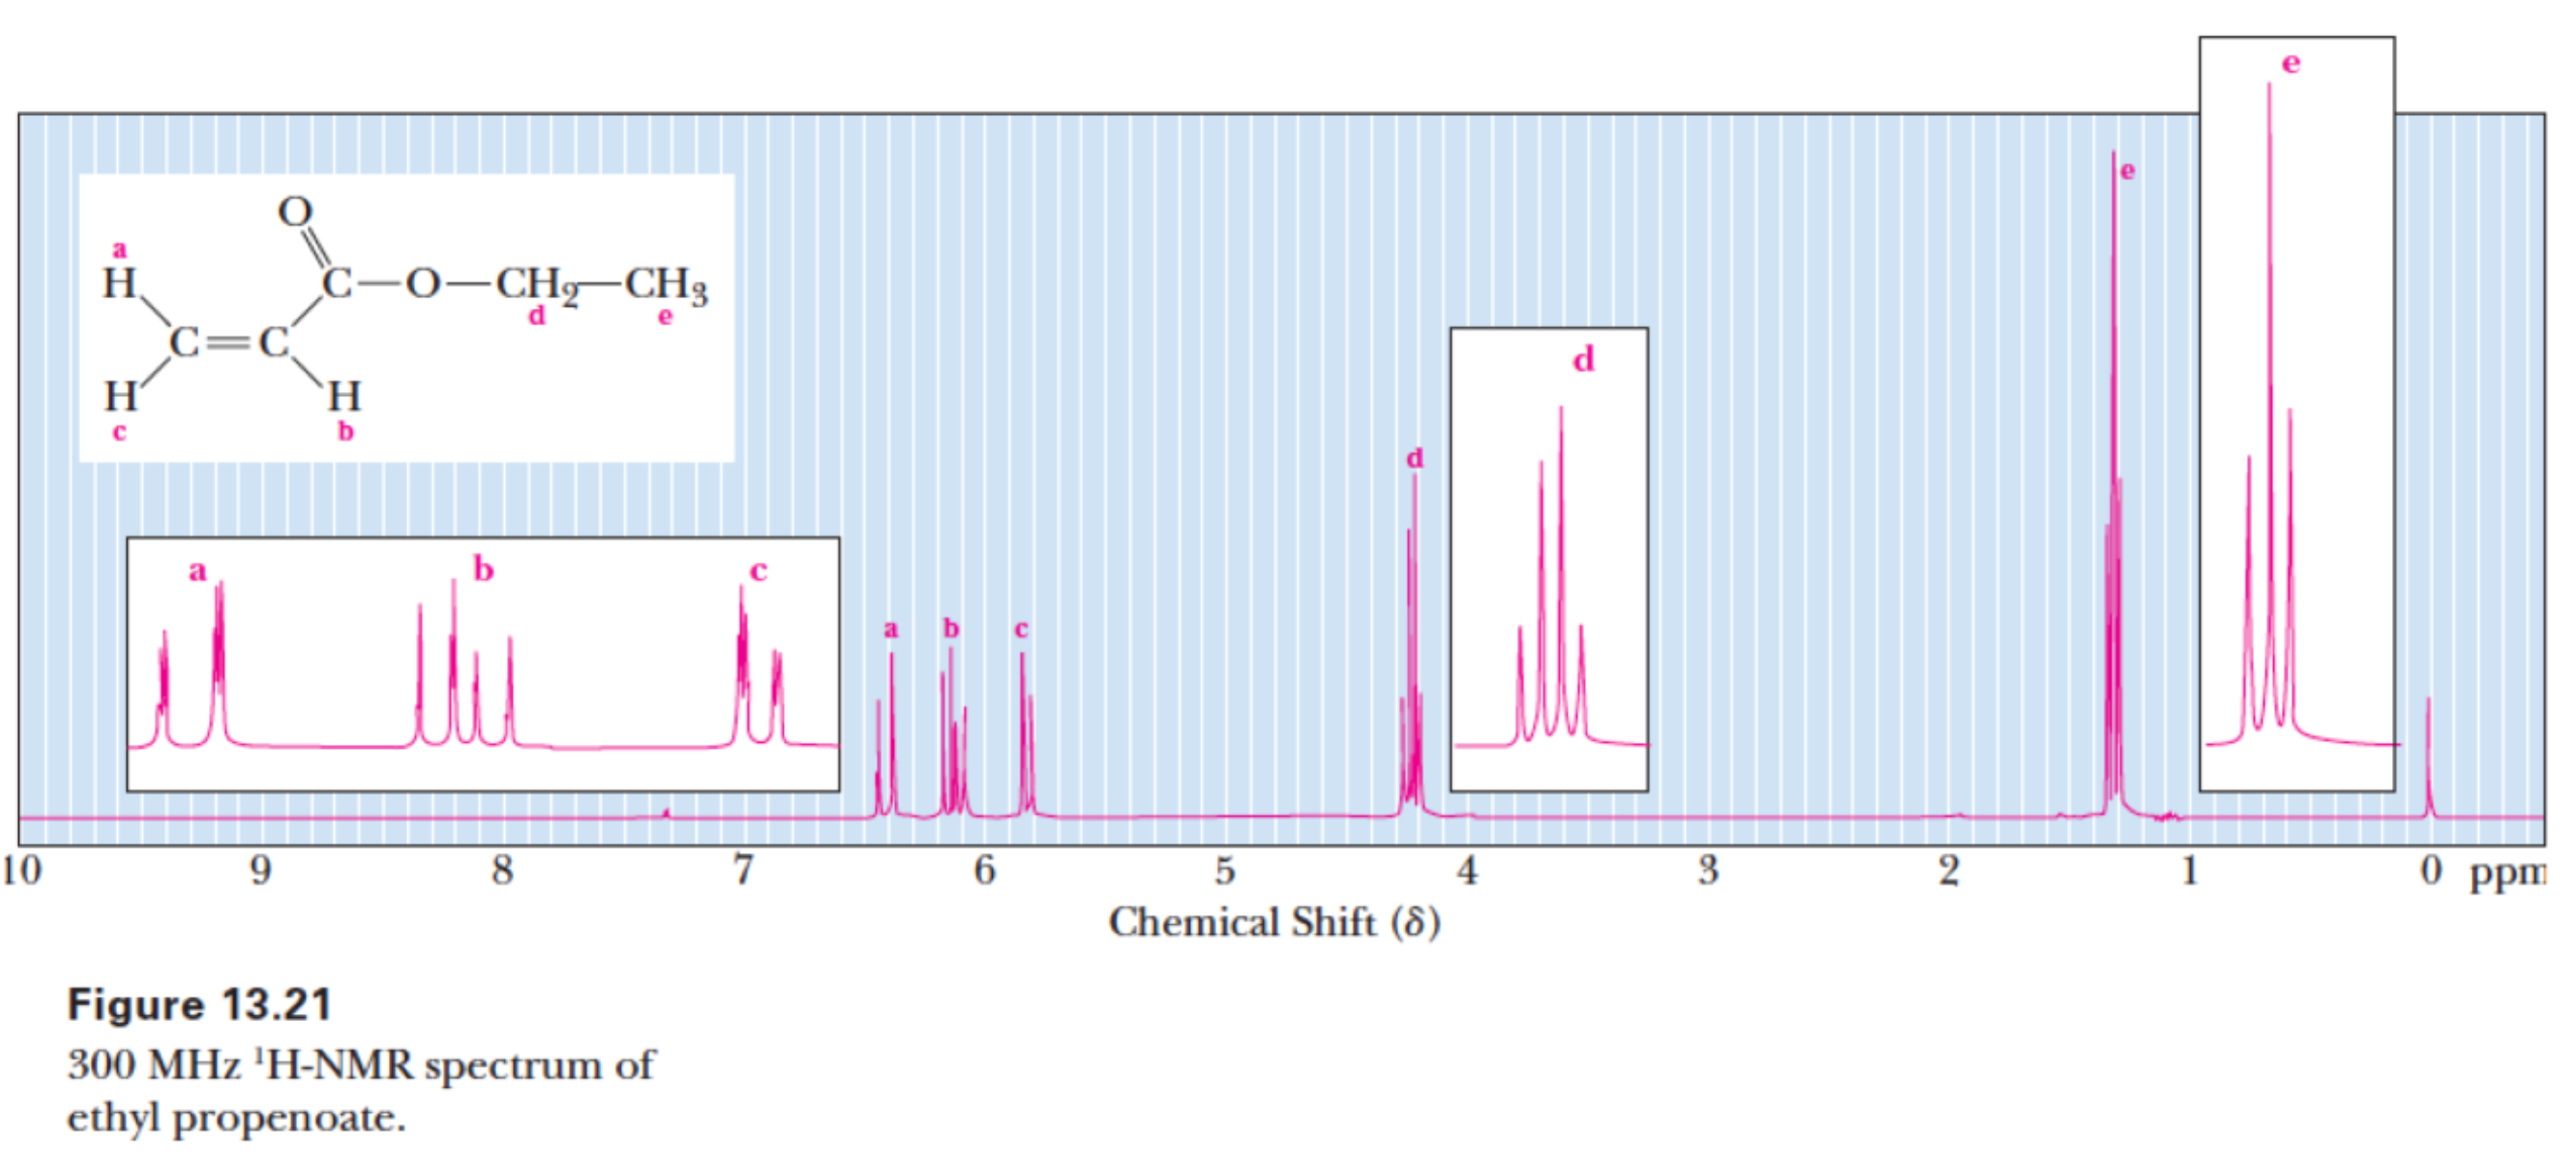 e
e
O
a
H
C—O—CH₂—CH₃
d
e
C=C
H
H
c
b
d
d
a
b
c
a
b
c
10 9 8 7 6 5 4 3 2 1 0 ppm
Chemical Shift (δ)
Figure 13.21
300 MHz ¹H-NMR spectrum of
ethyl propenoate.